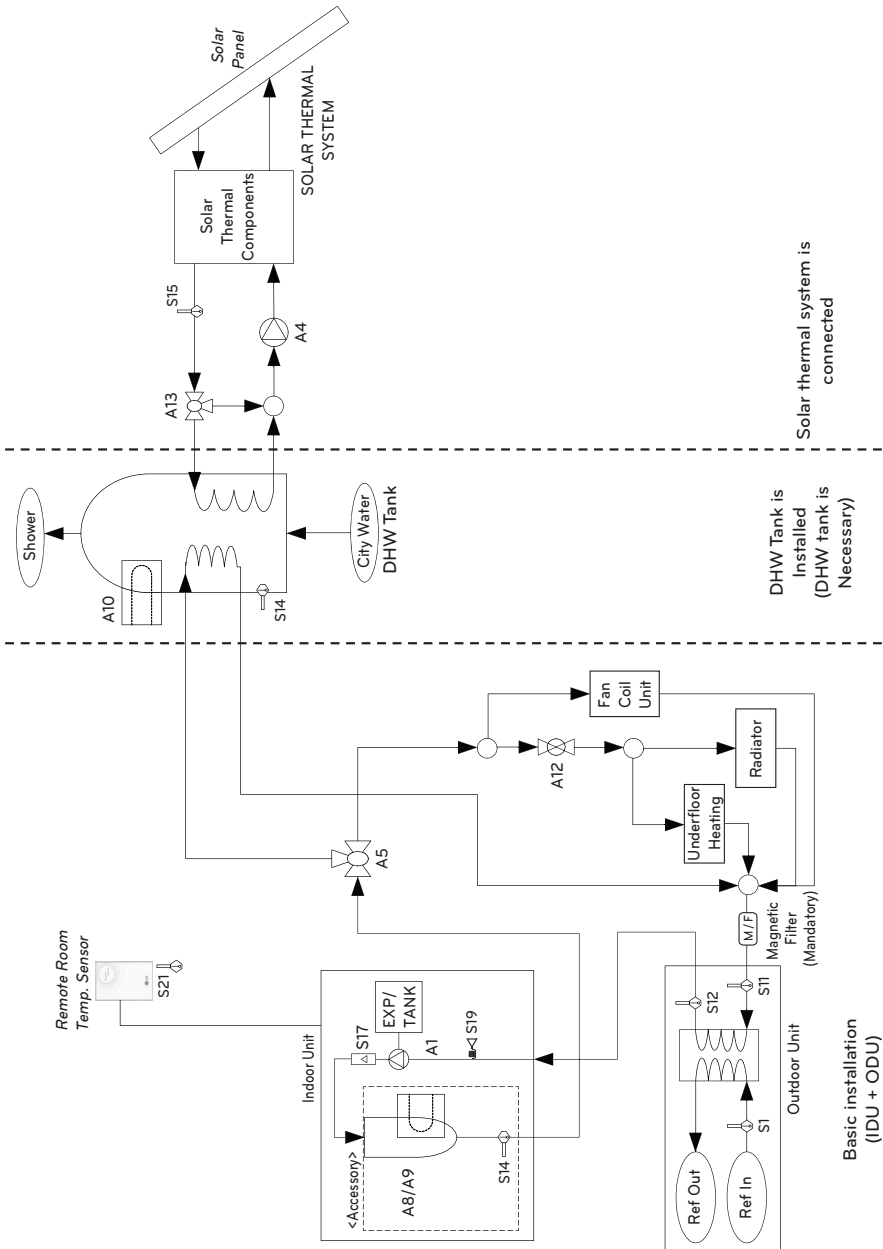 Solar
Panel
SOLAR THERMAL
SYSTEM
Solar
Thermal
Components
S15
A4
A13
Solar thermal system is
connected
Shower
A10
S14
City Water
DHW Tank
DHW Tank is
Installed
(DHW tank is
Necessary)
Fan
Coil
Unit
A12
Radiator
Underfloor
Heating
A5
M/F
Magnetic
Filter
(Mandatory)
Remote Room
Temp. Sensor
S21
Indoor Unit
EXP/
TANK
S17
A1
S19
<Accessory>
A8/A9
S14
S12
S11
Outdoor Unit
S1
Ref Out
Ref In
Basic installation
(IDU + ODU)